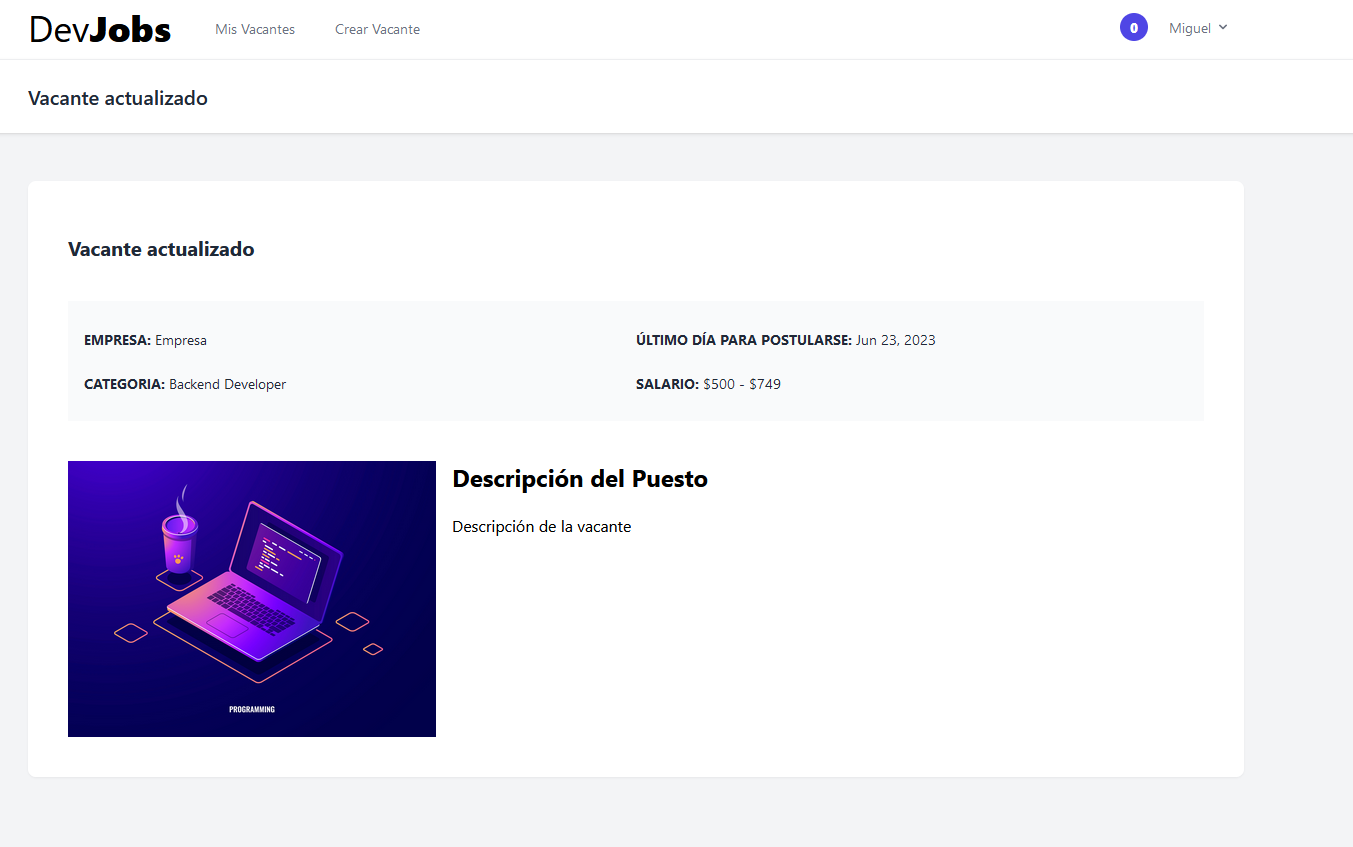 DevJobs Mis Vacantes Crear Vacante 0 Miguel
Vacante actualizado
Vacante actualizado
EMPRESA: Empresa ÚLTIMO DÍA PARA POSTULARSE: Jun 23, 2023
CATEGORIA: Backend Developer SALARIO: $500 - $749
Descripción del Puesto
Descripción de la vacante
PROGRAMMING